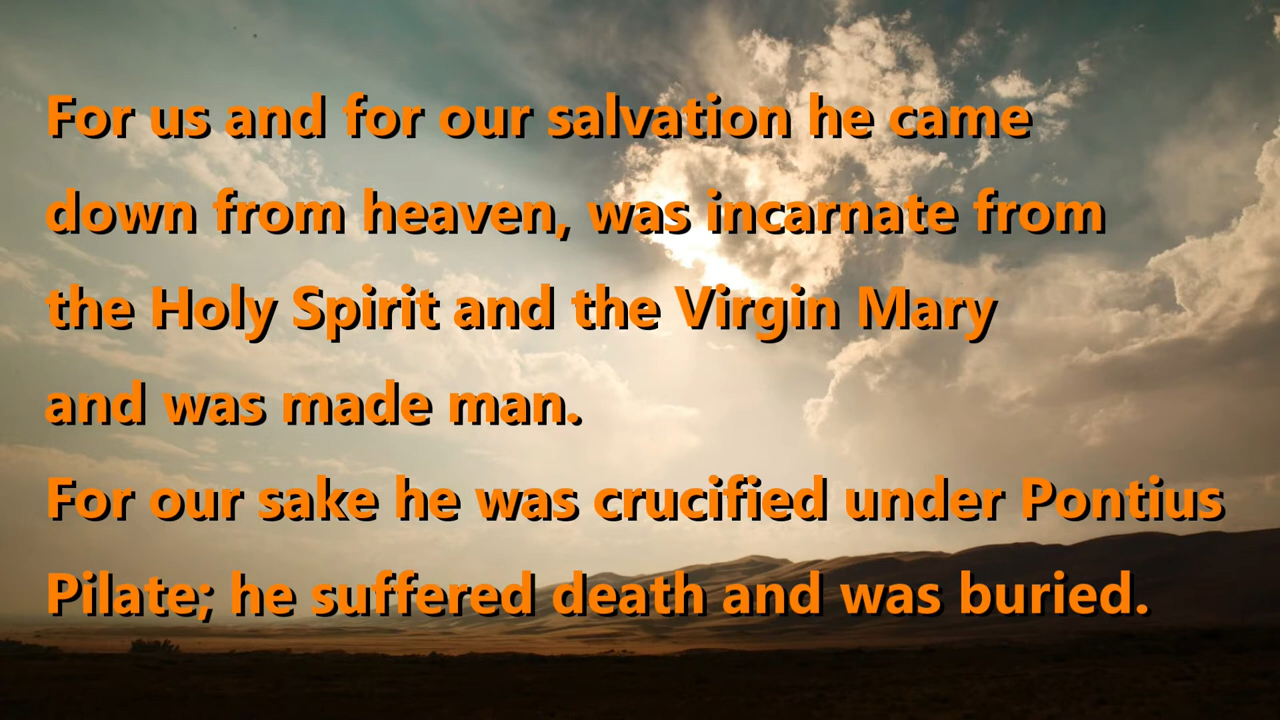 For us and for our salvation he came
down from heaven, was incarnate from
the Holy Spirit and the Virgin Mary
and was made man.
For our sake he was crucified under Pontius
Pilate; he suffered death and was buried.